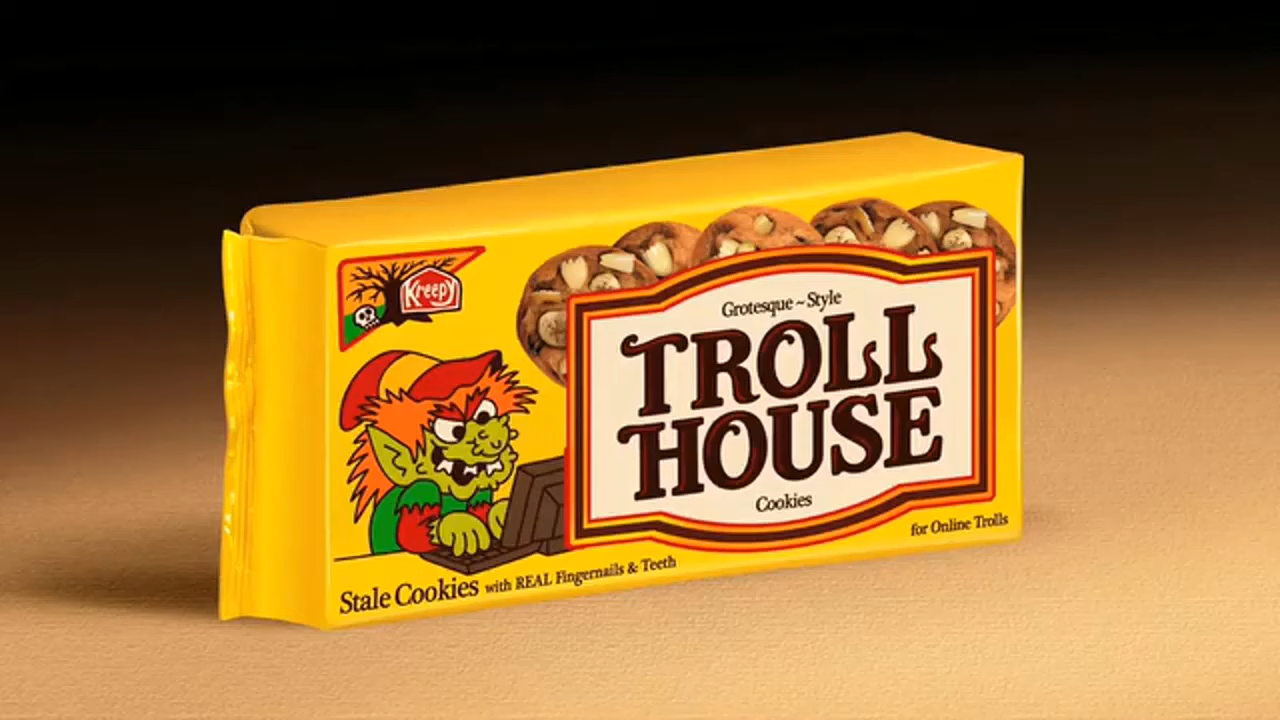 Kreepy
Grotesque ~ Style
TROLL
HOUSE
Cookies
for Online Trolls
Stale Cookies with REAL Fingernails & Teeth